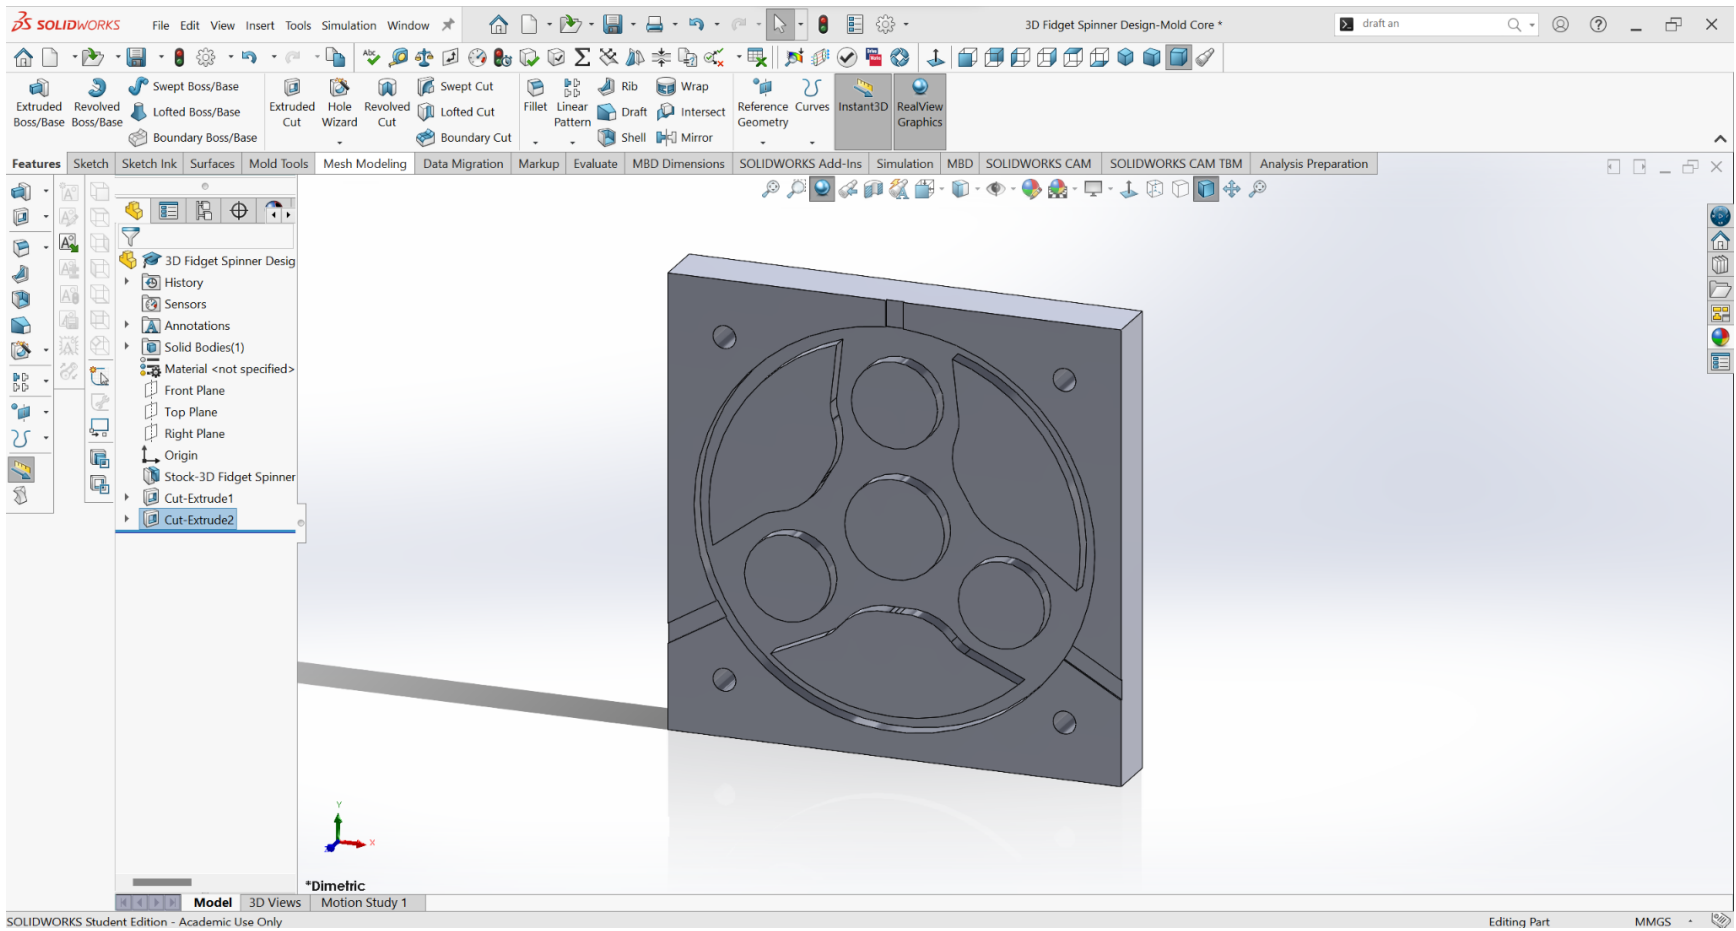 SOLIDWORKS File Edit View Insert Tools Simulation Window 3D Fidget Spinner Design-Mold Core * draft an
Extruded Boss/Base
Revolved Boss/Base
Swept Boss/Base
Lofted Boss/Base
Boundary Boss/Base
Extruded Cut
Hole Wizard
Revolved Cut
Swept Cut
Lofted Cut
Boundary Cut
Fillet
Linear Pattern
Rib
Draft
Shell
Wrap
Intersect
Mirror
Reference Geometry
Curves
Instant3D
RealView Graphics
Features Sketch Sketch Ink Surfaces Mold Tools Mesh Modeling Data Migration Markup Evaluate MBD Dimensions SOLIDWORKS Add-Ins Simulation MBD SOLIDWORKS CAM SOLIDWORKS CAM TBM Analysis Preparation
3D Fidget Spinner Desig
History
Sensors
Annotations
Solid Bodies(1)
Material <not specified>
Front Plane
Top Plane
Right Plane
Origin
Stock-3D Fidget Spinner
Cut-Extrude1
Cut-Extrude2
Y
X
*Dimetric
Model 3D Views Motion Study 1
SOLIDWORKS Student Edition - Academic Use Only Editing Part MMGS